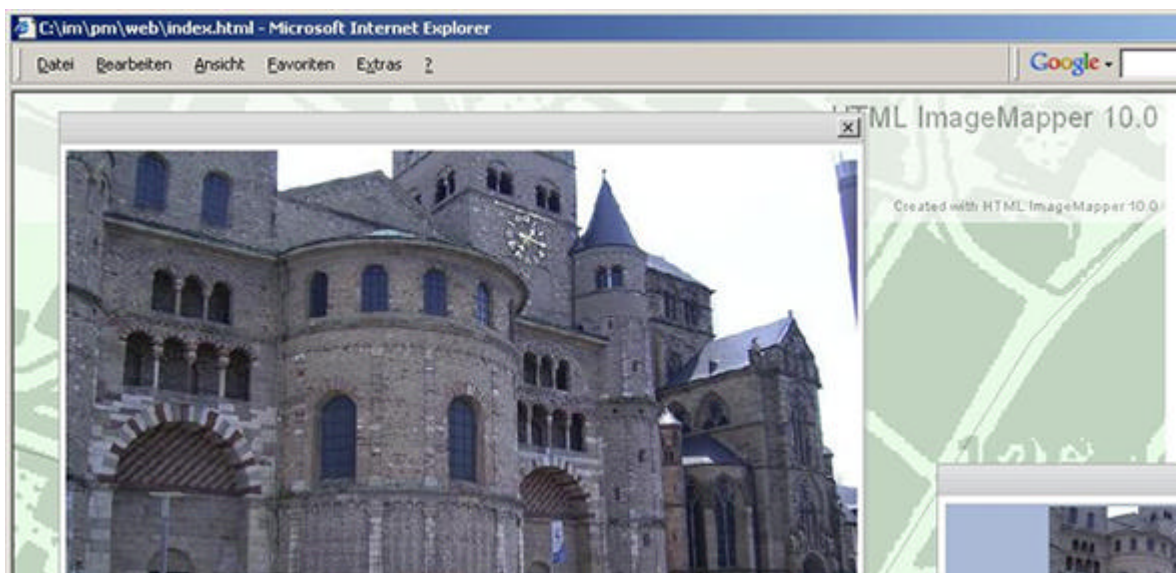 C:\im\pm\web\index.html - Microsoft Internet Explorer
Datei Bearbeiten Ansicht Favoriten Extras ?
Google
ML ImageMapper 10.0
Created with HTML ImageMapper 10.0